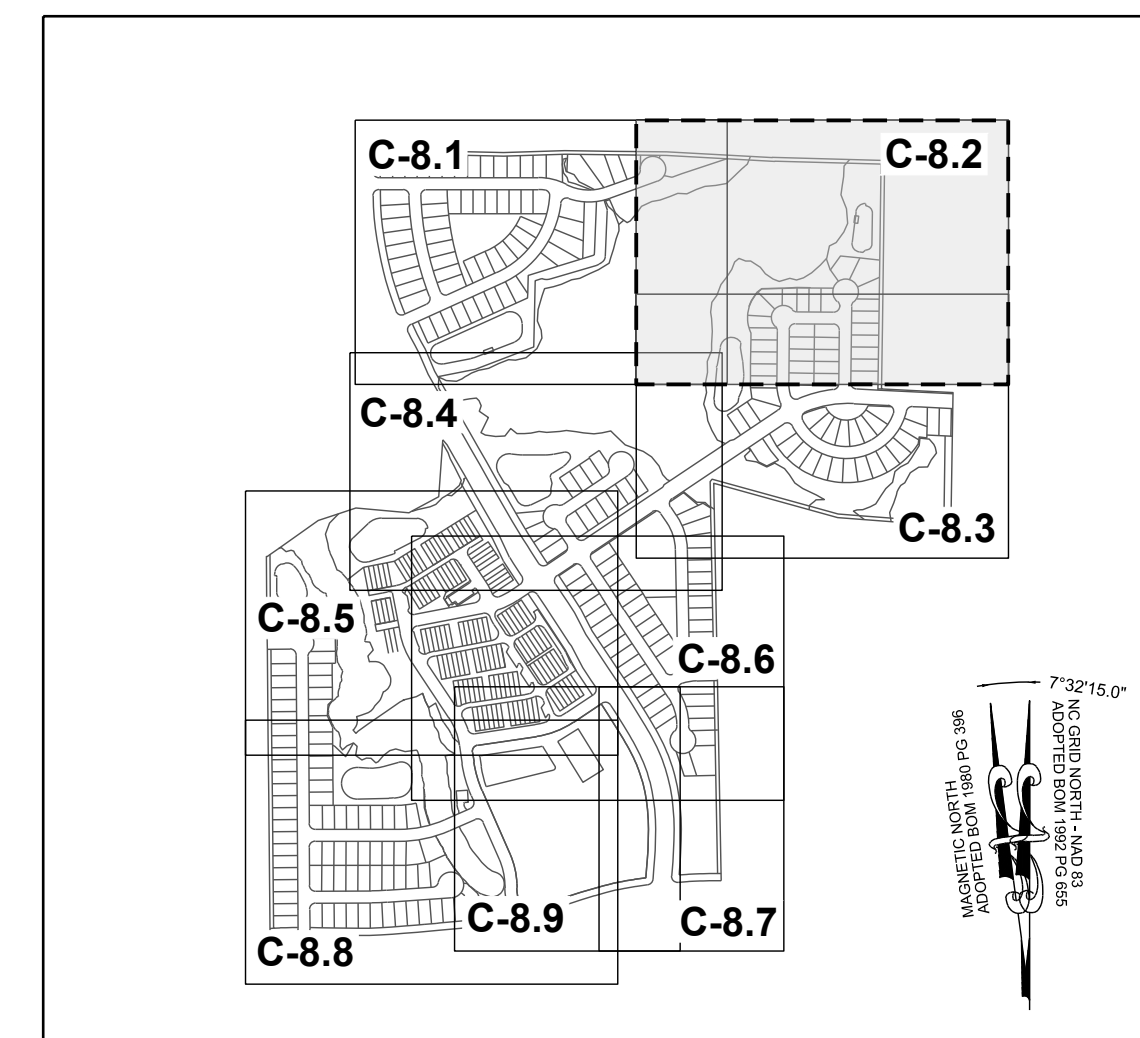 C-8.1
C-8.2
C-8.4
C-8.3
C-8.5
C-8.6
C-8.9
C-8.7
C-8.8
7°32'15.0"
MAGNETIC NORTH
ADOPTED BOM 1980 PG 396
NC GRID NORTH - NAD 83
ADOPTED BOM 1992 PG 655